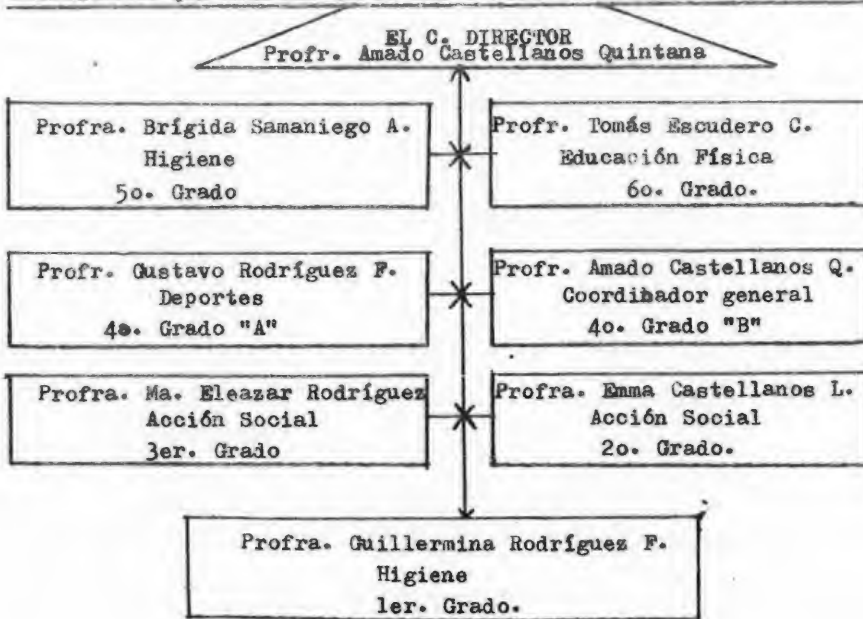 EL C. DIRECTOR
Profr. Amado Castellanos Quintana
Profra. Brígida Samaniego A.
Higiene
5o. Grado
Profr. Tomás Escudero C.
Educación Física
6o. Grado.
Profr. Gustavo Rodríguez F.
Deportes
4o. Grado "A"
Profr. Amado Castellanos Q.
Coordinador general
4o. Grado "B"
Profra. Ma. Eleazar Rodríguez
Acción Social
3er. Grado
Profra. Emma Castellanos L.
Acción Social
2o. Grado.
Profra. Guillermina Rodríguez F.
Higiene
1er. Grado.